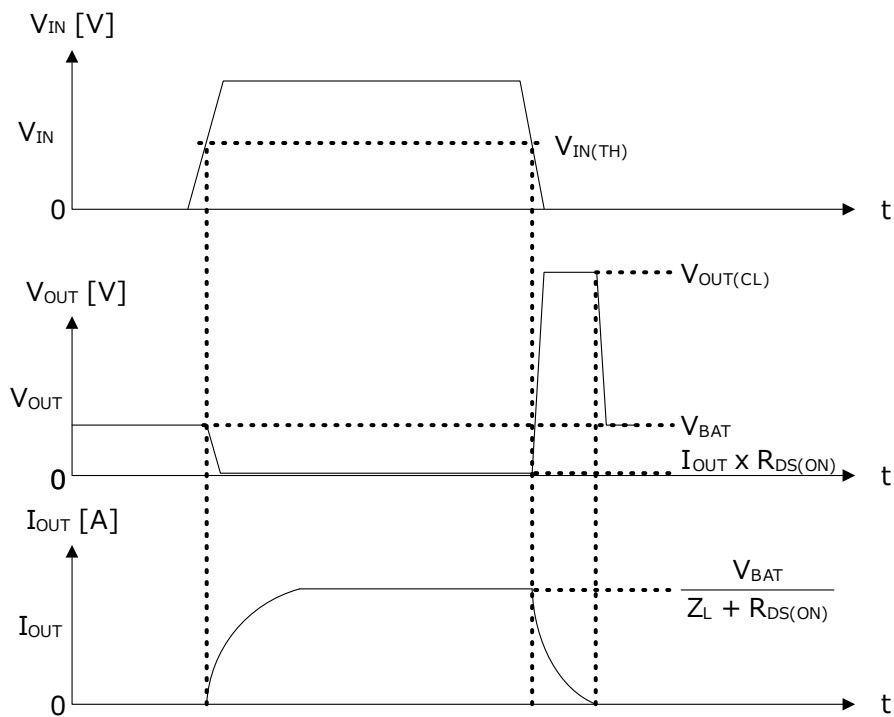 VIN [V]
VIN
VIN(TH)
0
t
VOUT(CL)
VOUT [V]
VOUT
VBAT
IOUT x RDS(ON)
0
t
IOUT [A]
VBAT
ZL + RDS(ON)
IOUT
0
t